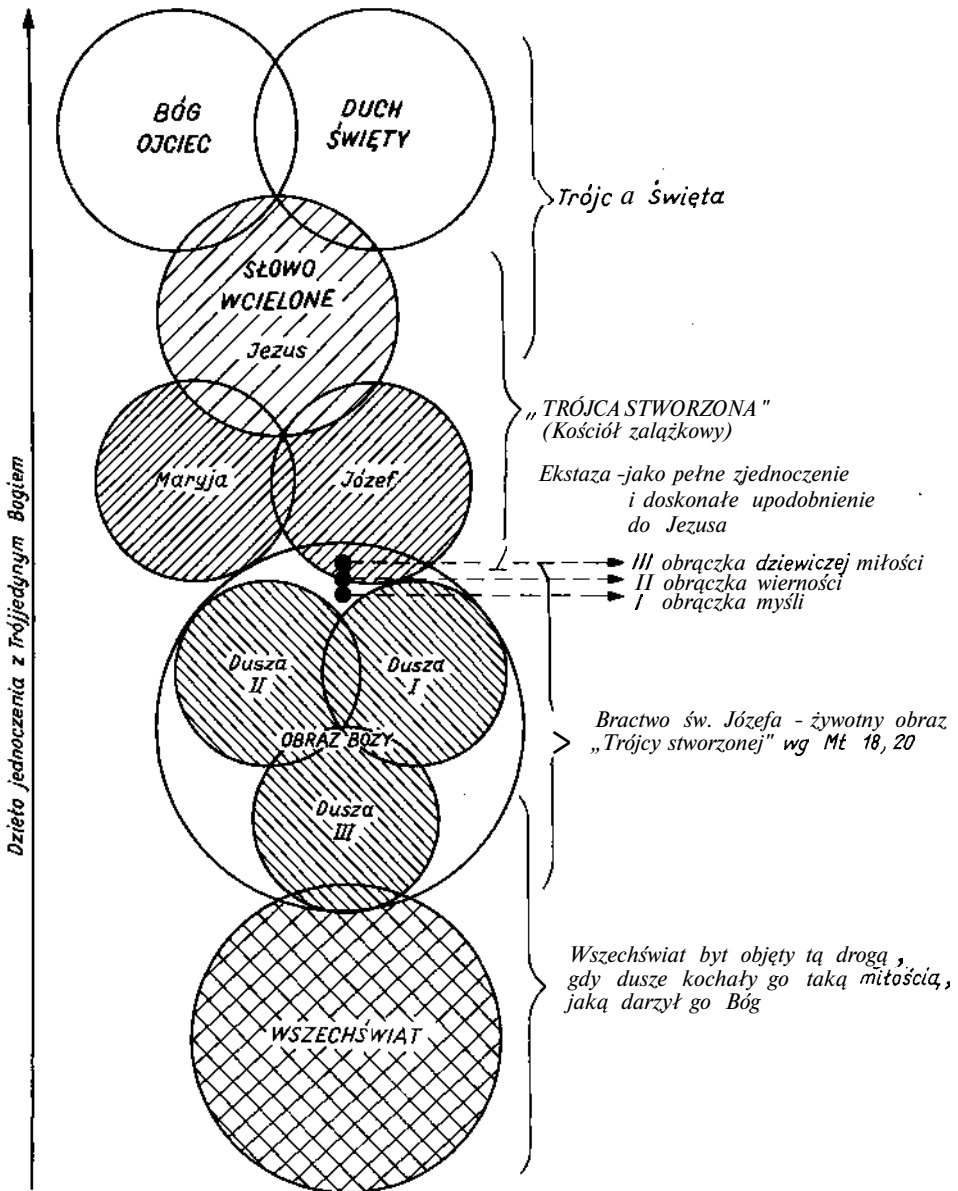 BÓG
OJCIEC
DUCH
ŚWIĘTY
Trójca święta
SŁOWO
WCIELONE
Jezus
„TRÓJCA STWORZONA"
(Kościół zalążkowy)
Maryja
Józef
Ekstaza - jako pełne zjednoczenie
i doskonałe upodobnienie
do Jezusa
III obrączka dziewiczej miłości
II obrączka wierności
I obrączka myśli
Dusza
II
Dusza
I
OBRAZ BOŻY
Bractwo św. Józefa - żywotny obraz
„Trójcy stworzonej" wg Mt 18, 20
Dusza
III
Wszechświat byt objęty tą drogą,
gdy dusze kochały go taką miłością,
jaką darzył go Bóg
WSZECHŚWIAT
Dzieło jednoczenia z Trójjedynym Bogiem